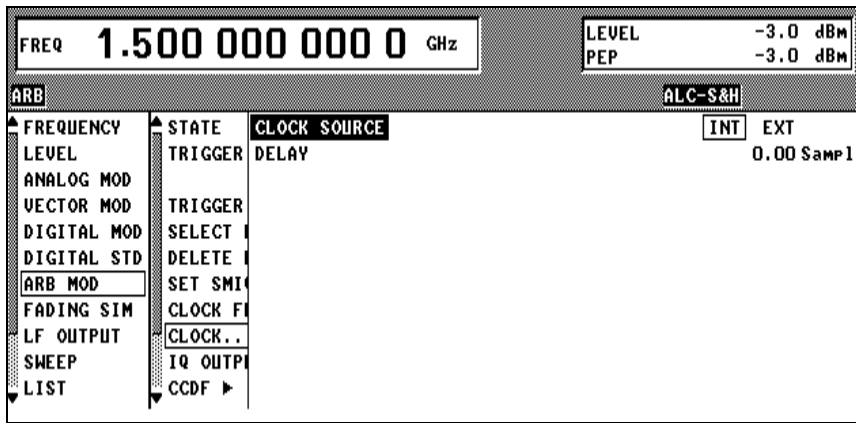 FREQ 1.500 000 000 0 GHz
LEVEL -3.0 dBm
PEP -3.0 dBm
ARB
ALC-S&H
FREQUENCY
LEVEL
ANALOG MOD
VECTOR MOD
DIGITAL MOD
DIGITAL STD
ARB MOD
FADING SIM
LF OUTPUT
SWEEP
LIST
STATE
TRIGGER
TRIGGER
SELECT
DELETE
SET SMI
CLOCK F
CLOCK..
IQ OUTP
CCDF ▶
CLOCK SOURCE INT EXT
DELAY 0.00 Sampl